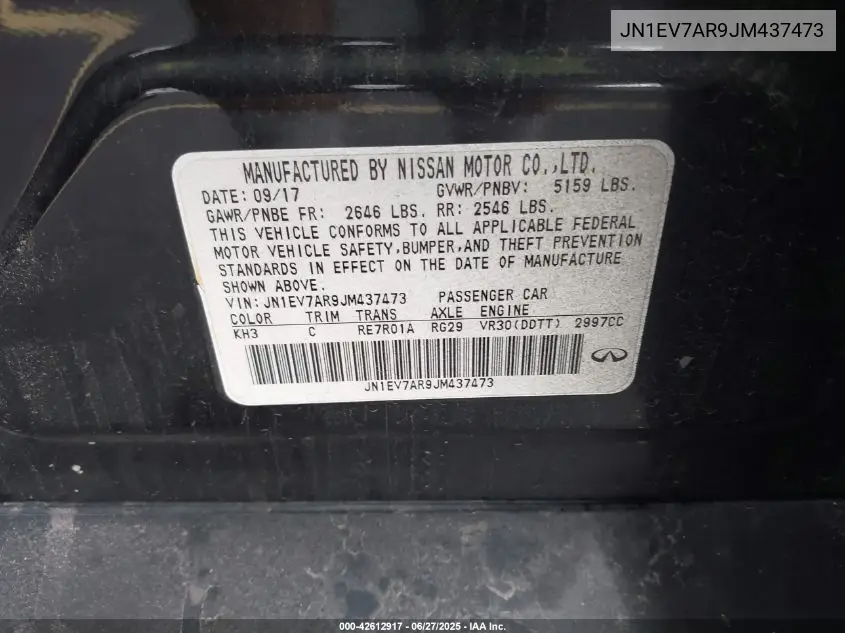 JN1EV7AR9JM437473
MANUFACTURED BY NISSAN MOTOR CO.,LTD.
DATE: 09/17 GVWR/PNBV: 5159 LBS.
GAWR/PNBE FR: 2646 LBS. RR: 2546 LBS.
THIS VEHICLE CONFORMS TO ALL APPLICABLE FEDERAL
MOTOR VEHICLE SAFETY,BUMPER,AND THEFT PREVENTION
STANDARDS IN EFFECT ON THE DATE OF MANUFACTURE
SHOWN ABOVE.
VIN:JN1EV7AR9JM437473 PASSENGER CAR
COLOR TRIM TRANS AXLE ENGINE
KH3 C RE7R01A RG29 VR30(DDTT) 2997CC
JN1EV7AR9JM437473
000-42612917 - 06/27/2025 - IAA Inc.